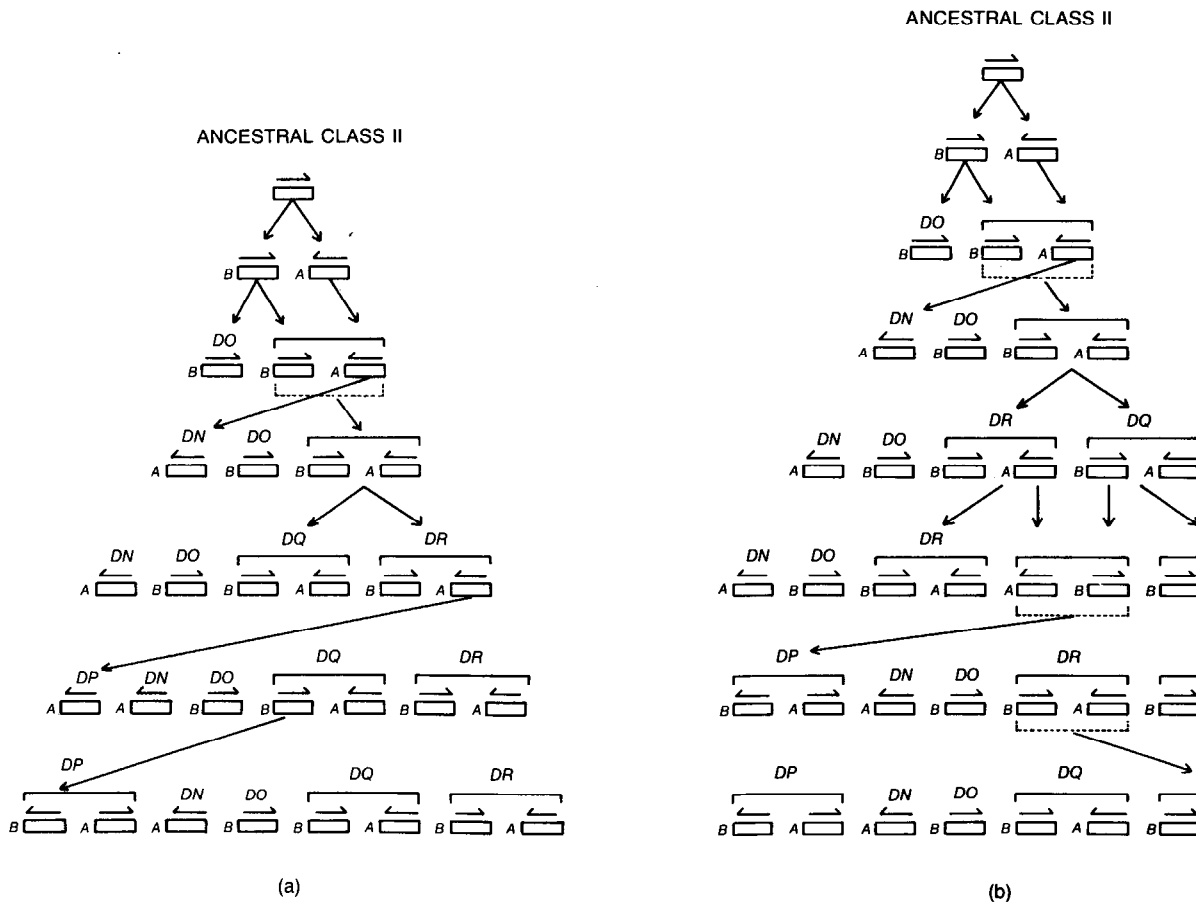 ANCESTRAL CLASS II
B A
DO
B B A
DN DO
A B B A
DQ DR
DN DO
A B B A B A
DQ DR
DP DN DO
A A B B A B A
DP
DQ DR
DN DO
B A A B B A B A
(a)
ANCESTRAL CLASS II
B A
DO
B B A
DN DO
A B B A
DR DQ
DN DO
A B B A B A
DR
DN DO
A B B A A B B
DP DR
DN DO
B A A B B A B
DP DQ
DN DO
B A A B B A B
(b)